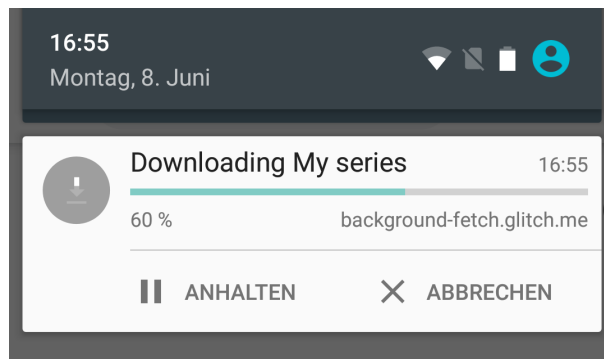 16:55
Montag, 8. Juni
Downloading My series 16:55
60 % background-fetch.glitch.me
ANHALTEN ABBRECHEN